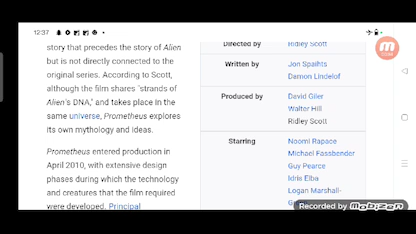 12:37
story that precedes the story of Alien
but is not directly connected to the
original series. According to Scott,
although the film shares "strands of
Alien's DNA," and takes place in the
same universe, Prometheus explores
its own mythology and ideas.
Prometheus entered production in
April 2010, with extensive design
phases during which the technology
and creatures that the film required
were developed. Principal
Directed by
Ridley Scott
Written by
Jon Spaihts
Damon Lindelof
Produced by
David Giler
Walter Hill
Ridley Scott
Starring
Noomi Rapace
Michael Fassbender
Guy Pearce
Idris Elba
Logan Marshall-
Recorded by Mobizen